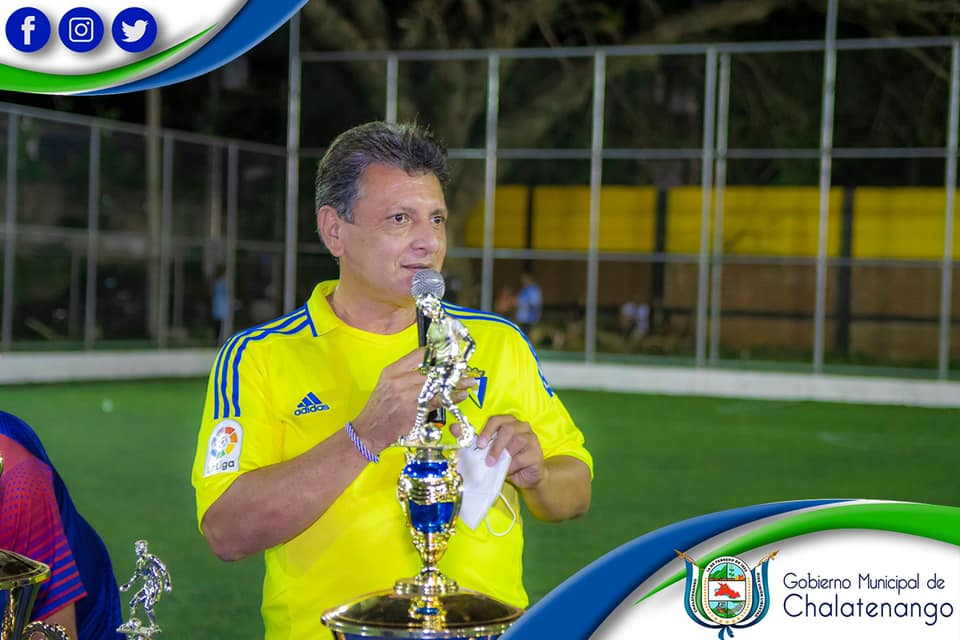 adidas
LaLiga
Gobierno Municipal de
Chalatenango